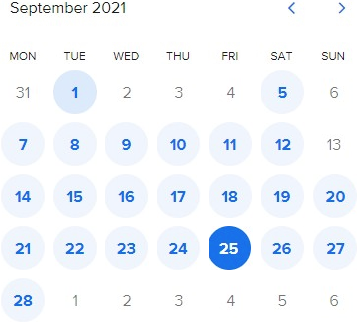 September 2021
MON TUE WED THU FRI SAT SUN
31 1 2 3 4 5 6
7 8 9 10 11 12 13
14 15 16 17 18 19 20
21 22 23 24 25 26 27
28 1 2 3 4 5 6